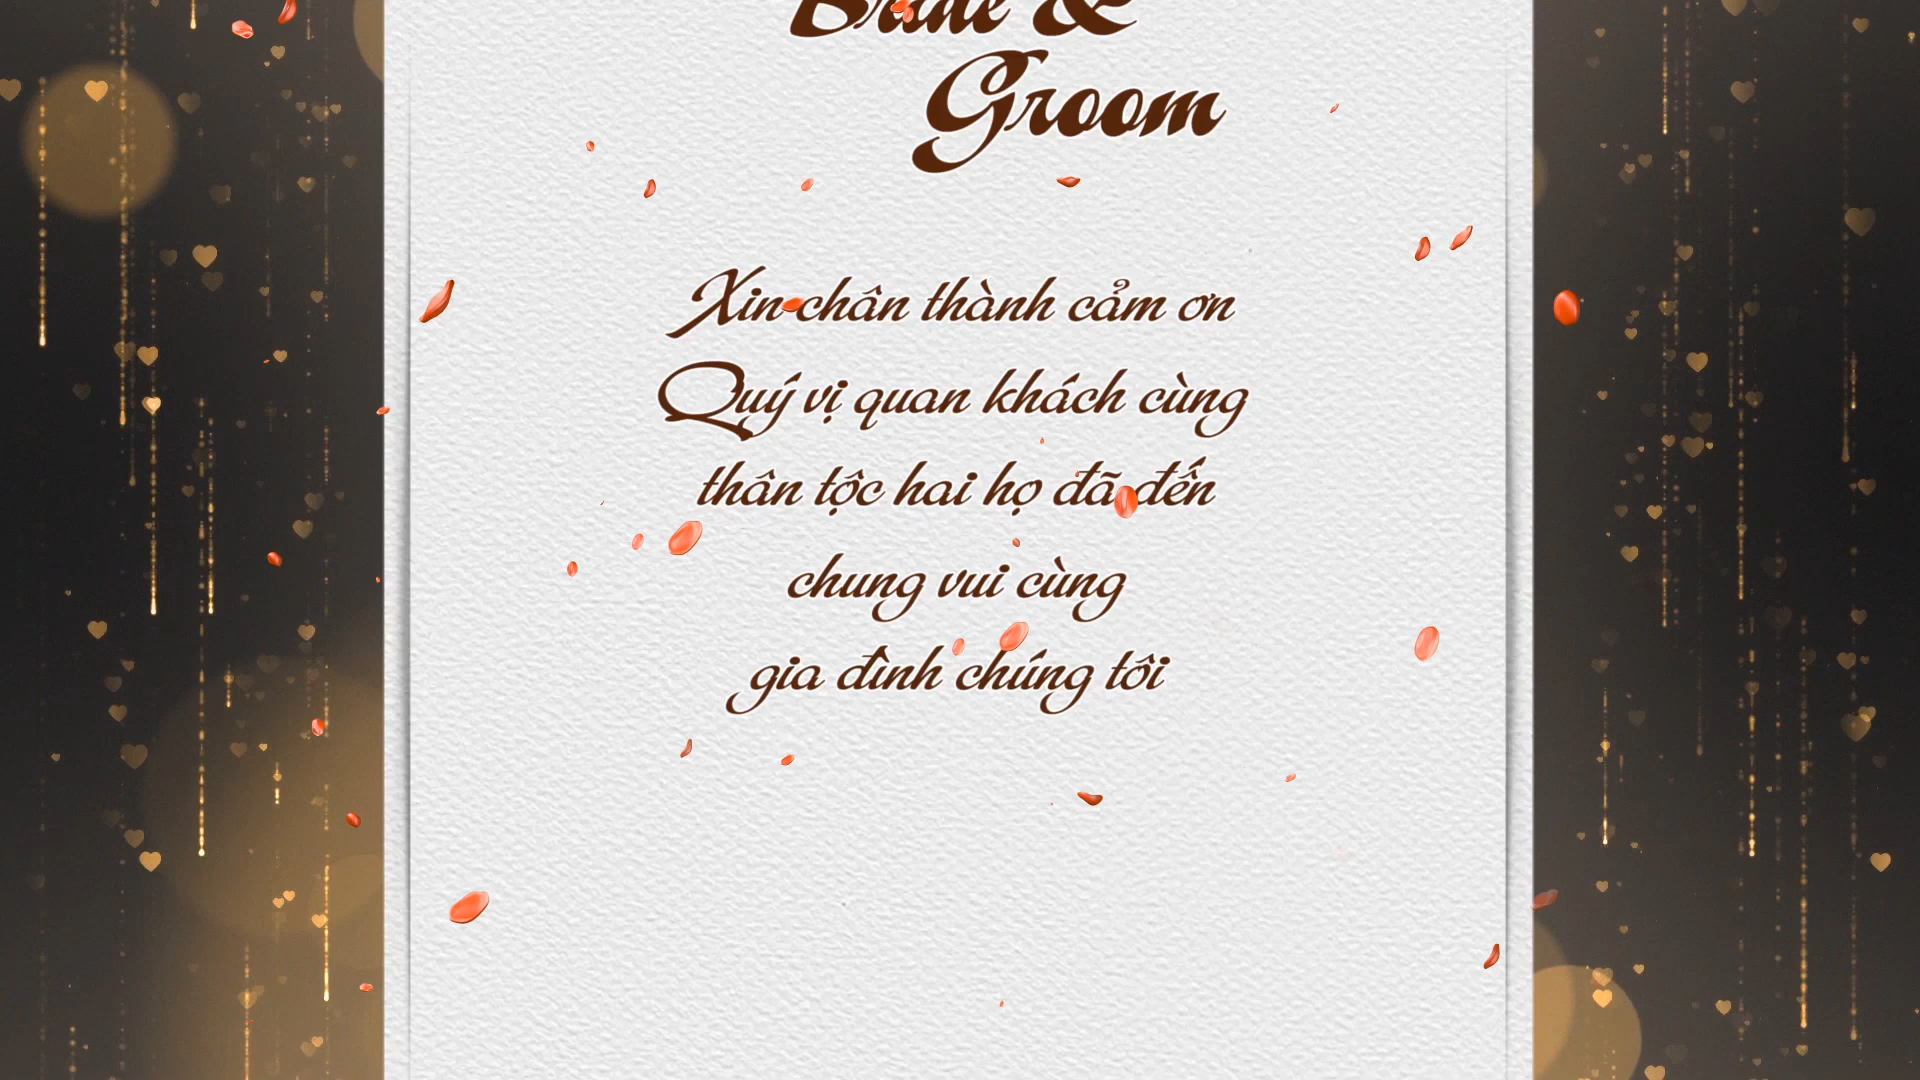 Bride &
Groom
Xin chân thành cảm ơn
Quý vị quan khách cùng
thân tộc hai họ đã đến
chung vui cùng
gia đình chúng tôi